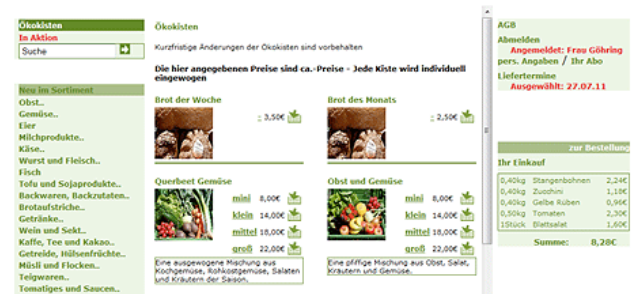 Ökokisten
In Aktion
Suche
Neu im Sortiment
Obst..
Gemüse..
Eier
Milchprodukte..
Käse..
Wurst und Fleisch..
Fisch
Tofu und Sojaprodukte..
Backwaren, Backzutaten..
Brotaufstriche..
Getränke..
Wein und Sekt..
Kaffe, Tee und Kakao..
Getreide, Hülsenfrüchte..
Müsli und Flocken..
Teigwaren..
Tomatiges und Saucen..
Ökokisten
Kurzfristige Änderungen der Ökokisten sind vorbehalten
Die hier angegebenen Preise sind ca.-Preise - Jede Kiste wird individuell
eingewogen
Brot der Woche
: 3,50€
Brot des Monats
: 2,50€
Querbeet Gemüse
mini 8,00€
klein 14,00€
mittel 18,00€
groß 22,00€
Eine ausgewogene Mischung aus
Kochgemüse, Rohkostgemüse, Salaten
und Kräutern der Saison.
Obst und Gemüse
mini 8,00€
klein 14,00€
mittel 18,00€
groß 22,00€
Eine pfiffige Mischung aus Obst, Salat,
Kräutern und Gemüse.
AGB
Abmelden
Angemeldet: Frau Göhring
pers. Angaben / Ihr Abo
Liefertermine
Ausgewählt: 27.07.11
zur Bestellung
Ihr Einkauf
0,40kg Stangenbohnen 2,24€
0,40kg Zucchini 1,18€
0,40kg Gelbe Rüben 0,96€
0,50kg Tomaten 2,30€
1Stück Blattsalat 1,60€
Summe: 8,28€